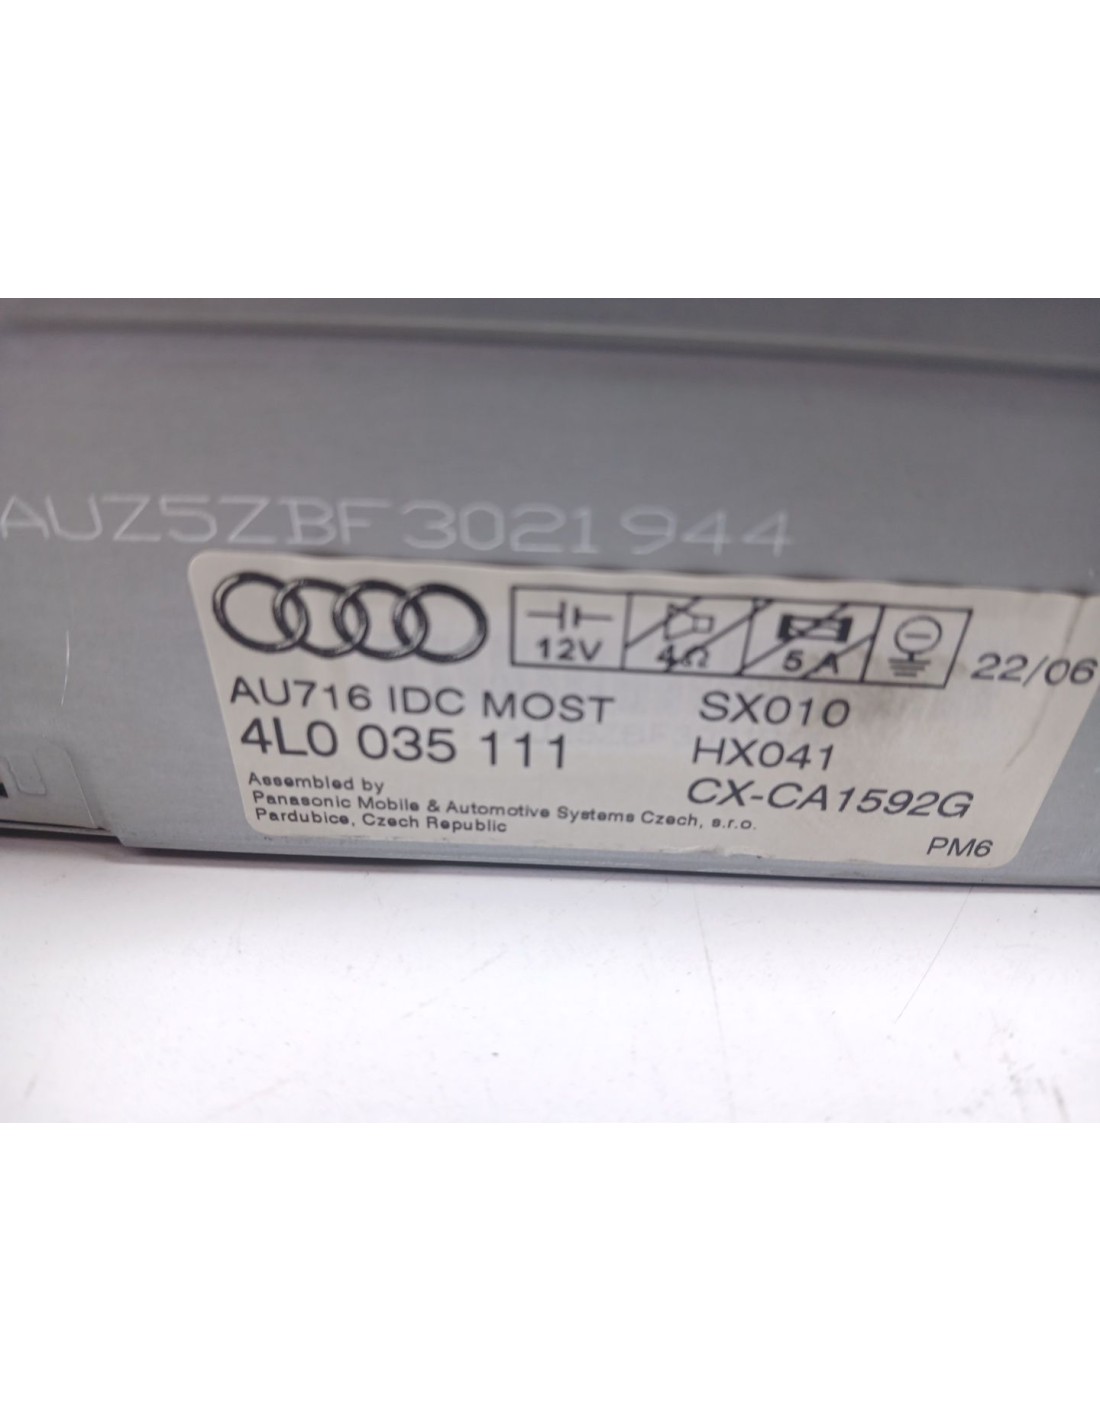 AUZ5ZBF3021944
12V 4Ω 5A 22/06
AU716 IDC MOST SX010
4L0 035 111 HX041
CX-CA1592G
Assembled by
Panasonic Mobile & Automotive Systems Czech, s.r.o.
Pardubice, Czech Republic
PM6